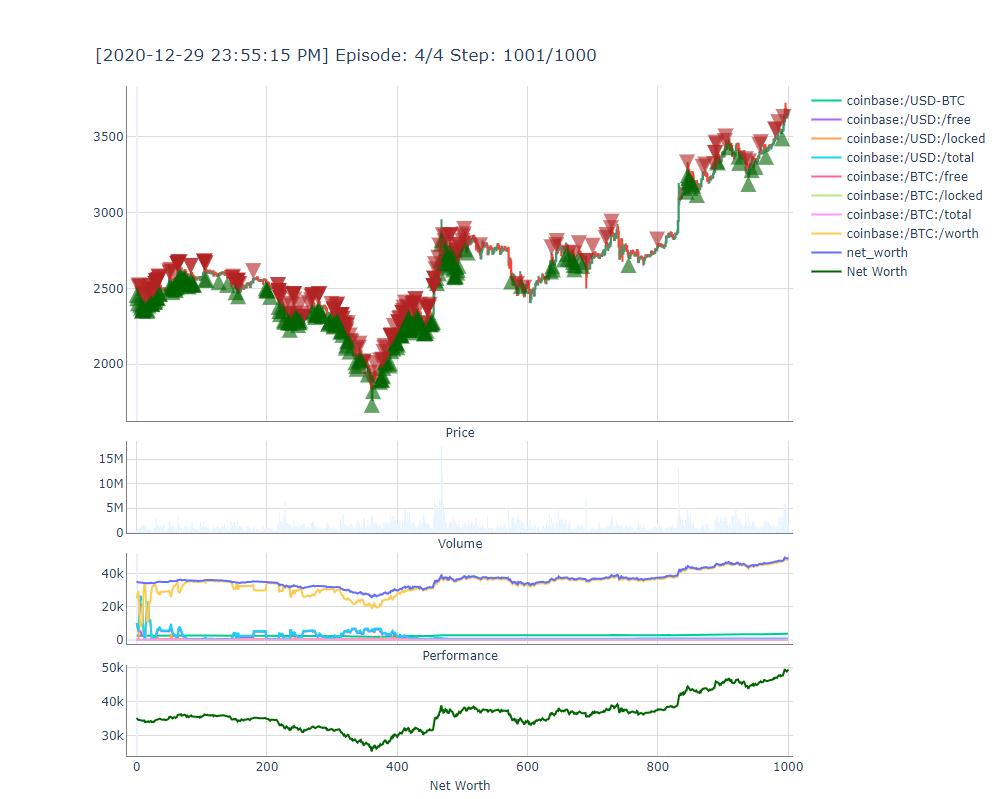 [2020-12-29 23:55:15 PM] Episode: 4/4 Step: 1001/1000
3500
3000
2500
2000
Price
coinbase:/USD-BTC
coinbase:/USD:/free
coinbase:/USD:/locked
coinbase:/USD:/total
coinbase:/BTC:/free
coinbase:/BTC:/locked
coinbase:/BTC:/total
coinbase:/BTC:/worth
net_worth
Net Worth
15M
10M
5M
0
Volume
40k
20k
0
Performance
50k
40k
30k
0 200 400 600 800 1000
Net Worth